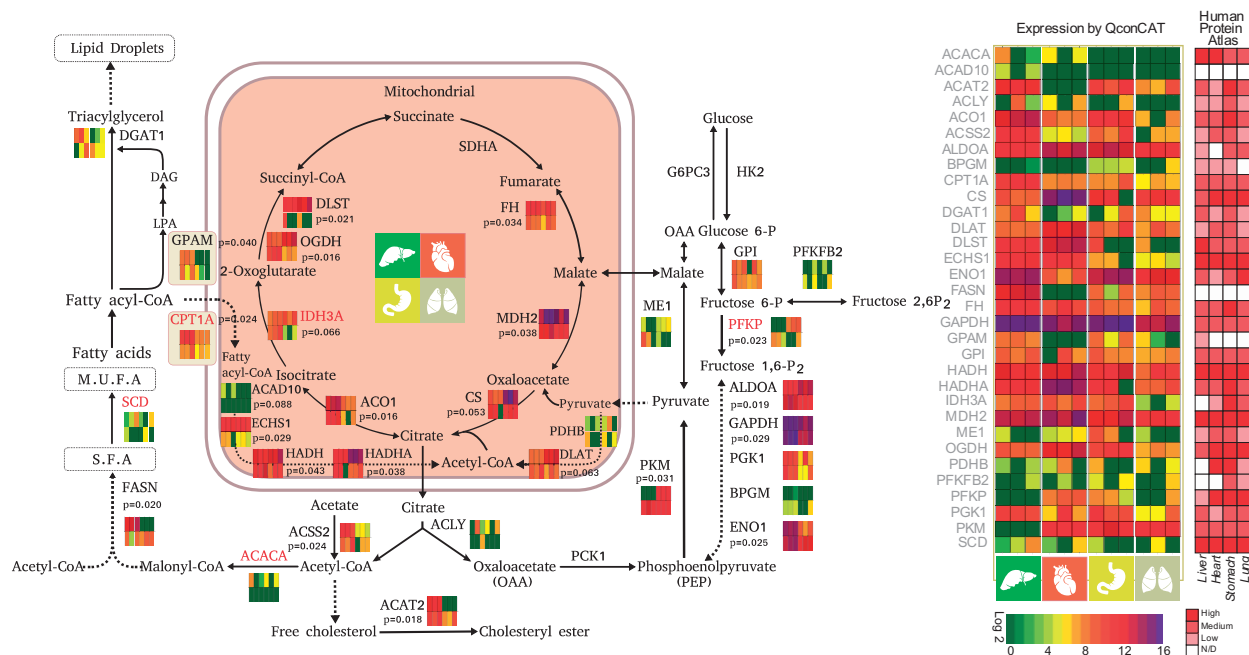 Lipid Droplets
Triacylglycerol
DGAT1
DAG
LPA
GPAM
p=0.040
Fatty acyl-CoA
CPT1A
p=0.024
Fatty acids
M.U.F.A
SCD
S.F.A
FASN
p=0.020
Acetyl-CoA
Malonyl-CoA
ACACA
Mitochondrial
Succinate
SDHA
Succinyl-CoA
DLST
p=0.021
OGDH
p=0.016
2-Oxoglutarate
Fumarate
FH
p=0.034
Malate
IDH3A
p=0.066
MDH2
p=0.038
Fatty
acyl-CoA
Isocitrate
ACAD10
p=0.088
ECHS1
p=0.029
ACO1
p=0.016
CS
p=0.053
Oxaloacetate
Pyruvate
PDHB
Citrate
HADH
p=0.043
HADHA
p=0.038
Acetyl-CoA
DLAT
p=0.063
Acetate
Citrate
ACSS2
p=0.024
ACLY
Acetyl-CoA
Oxaloacetate
(OAA)
PCK1
Phosphoenolpyruvate
(PEP)
ACAT2
p=0.018
Free cholesterol
Cholesteryl ester
Glucose
G6PC3
HK2
OAA
Glucose 6-P
Malate
GPI
PFKFB2
ME1
Fructose 6-P
Fructose 2,6P2
PFKP
p=0.023
Fructose 1,6-P2
Pyruvate
ALDOA
p=0.019
GAPDH
p=0.029
PGK1
PKM
p=0.031
BPGM
ENO1
p=0.025
Expression by QconCAT
Human
Protein
Atlas
ACACA
ACAD10
ACAT2
ACLY
ACO1
ACSS2
ALDOA
BPGM
CPT1A
CS
DGAT1
DLAT
DLST
ECHS1
ENO1
FASN
FH
GAPDH
GPAM
GPI
HADH
HADHA
IDH3A
MDH2
ME1
OGDH
PDHB
PFKFB2
PFKP
PGK1
PKM
SCD
Liver
Heart
Stomach
Lung
Log 2
0 4 8 12 16
High
Medium
Low
N/D